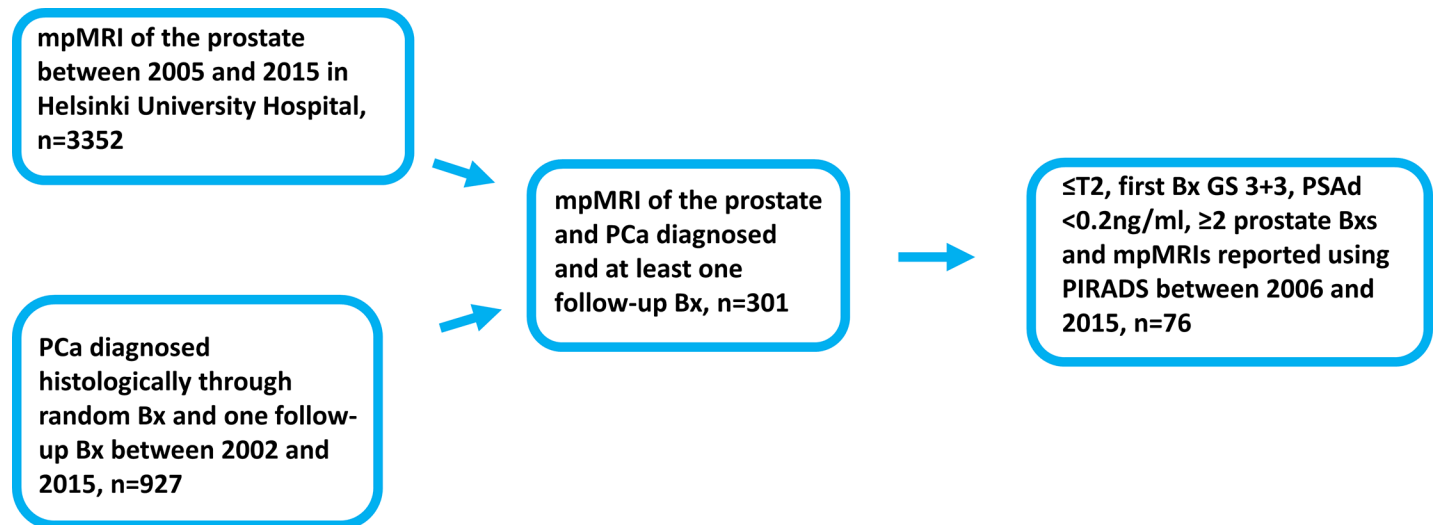 mpMRI of the prostate
between 2005 and 2015 in
Helsinki University Hospital,
n=3352
PCa diagnosed
histologically through
random Bx and one follow-
up Bx between 2002 and
2015, n=927
mpMRI of the prostate
and PCa diagnosed
and at least one
follow-up Bx, n=301
≤T2, first Bx GS 3+3, PSAd
<0.2ng/ml, ≥2 prostate Bxs
and mpMRIs reported using
PIRADS between 2006 and
2015, n=76